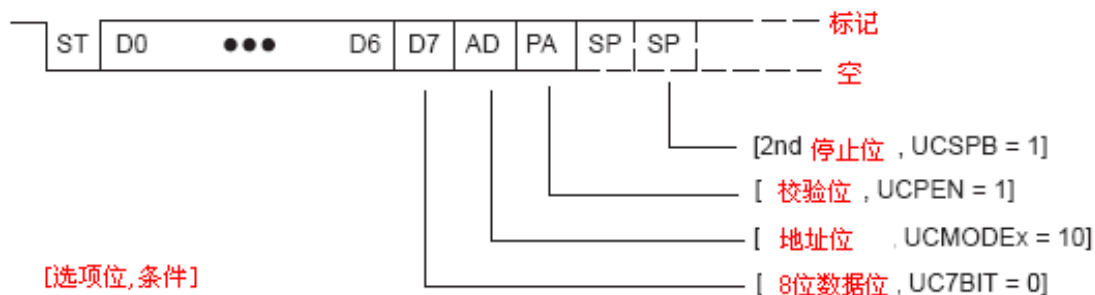 ST D0 ●●● D6 D7 AD PA SP SP
标记
空
[2nd 停止位 , UCSPB = 1]
[ 校验位 , UCPEN = 1]
[ 地址位 , UCMODEx = 10]
[选项位,条件]
[ 8位数据位 , UC7BIT = 0]